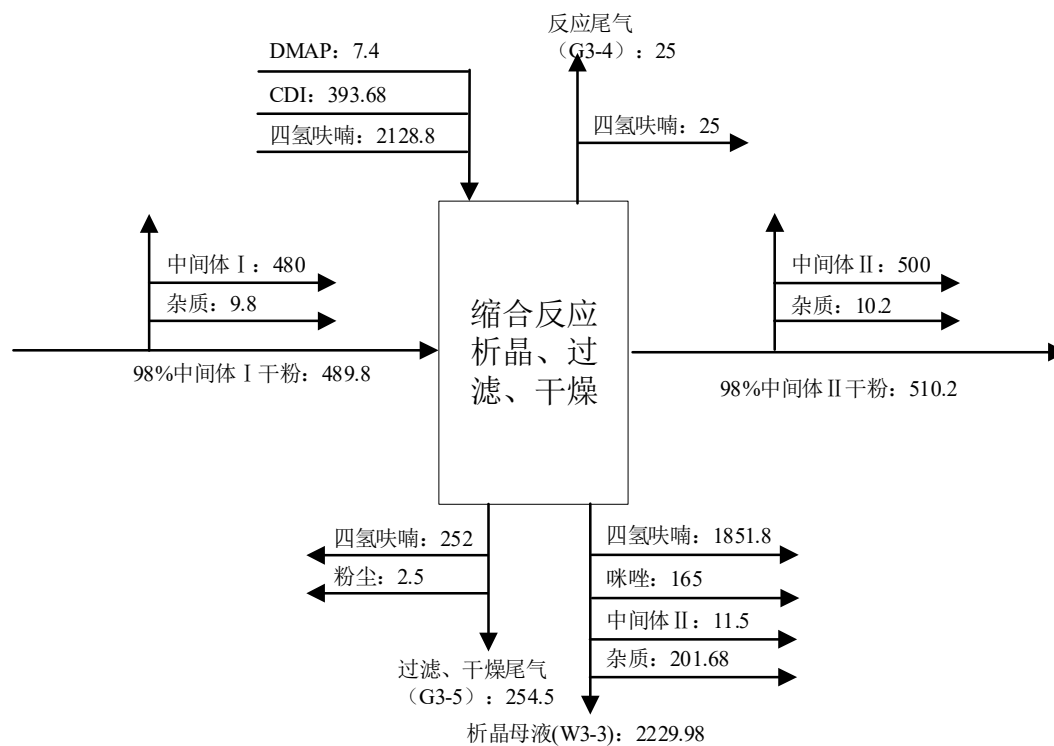 反应尾气
（G3-4）：25
DMAP：7.4
CDI：393.68
四氢呋喃：2128.8
四氢呋喃：25
中间体Ⅰ：480
杂质：9.8
98%中间体Ⅰ干粉：489.8
缩合反应
析晶、过
滤、干燥
中间体Ⅱ：500
杂质：10.2
98%中间体Ⅱ干粉：510.2
四氢呋喃：252
粉尘：2.5
过滤、干燥尾气
（G3-5）：254.5
四氢呋喃：1851.8
咪唑：165
中间体Ⅱ：11.5
杂质：201.68
析晶母液(W3-3)：2229.98